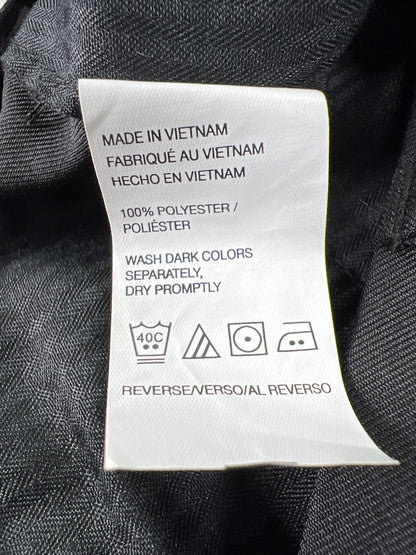 MADE IN VIETNAM
FABRIQUÉ AU VIETNAM
HECHO EN VIETNAM
100% POLYESTER /
POLIÉSTER
WASH DARK COLORS
SEPARATELY,
DRY PROMPTLY
40C
REVERSE/VERSO/AL REVERSO